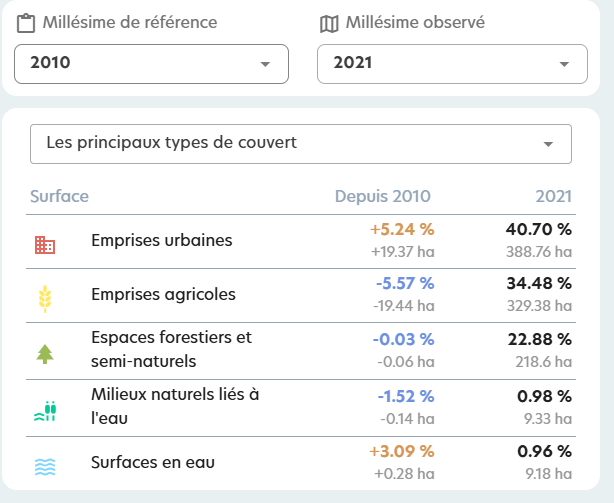 Millésime de référence
Millésime observé
2010
2021
Les principaux types de couvert
Surface Depuis 2010 2021
Emprises urbaines +5.24 % 40.70 %
+19.37 ha 388.76 ha
Emprises agricoles -5.57 % 34.48 %
-19.44 ha 329.38 ha
Espaces forestiers et -0.03 % 22.88 %
semi-naturels -0.06 ha 218.6 ha
Milieux naturels liés à -1.52 % 0.98 %
l'eau -0.14 ha 9.33 ha
Surfaces en eau +3.09 % 0.96 %
+0.28 ha 9.18 ha